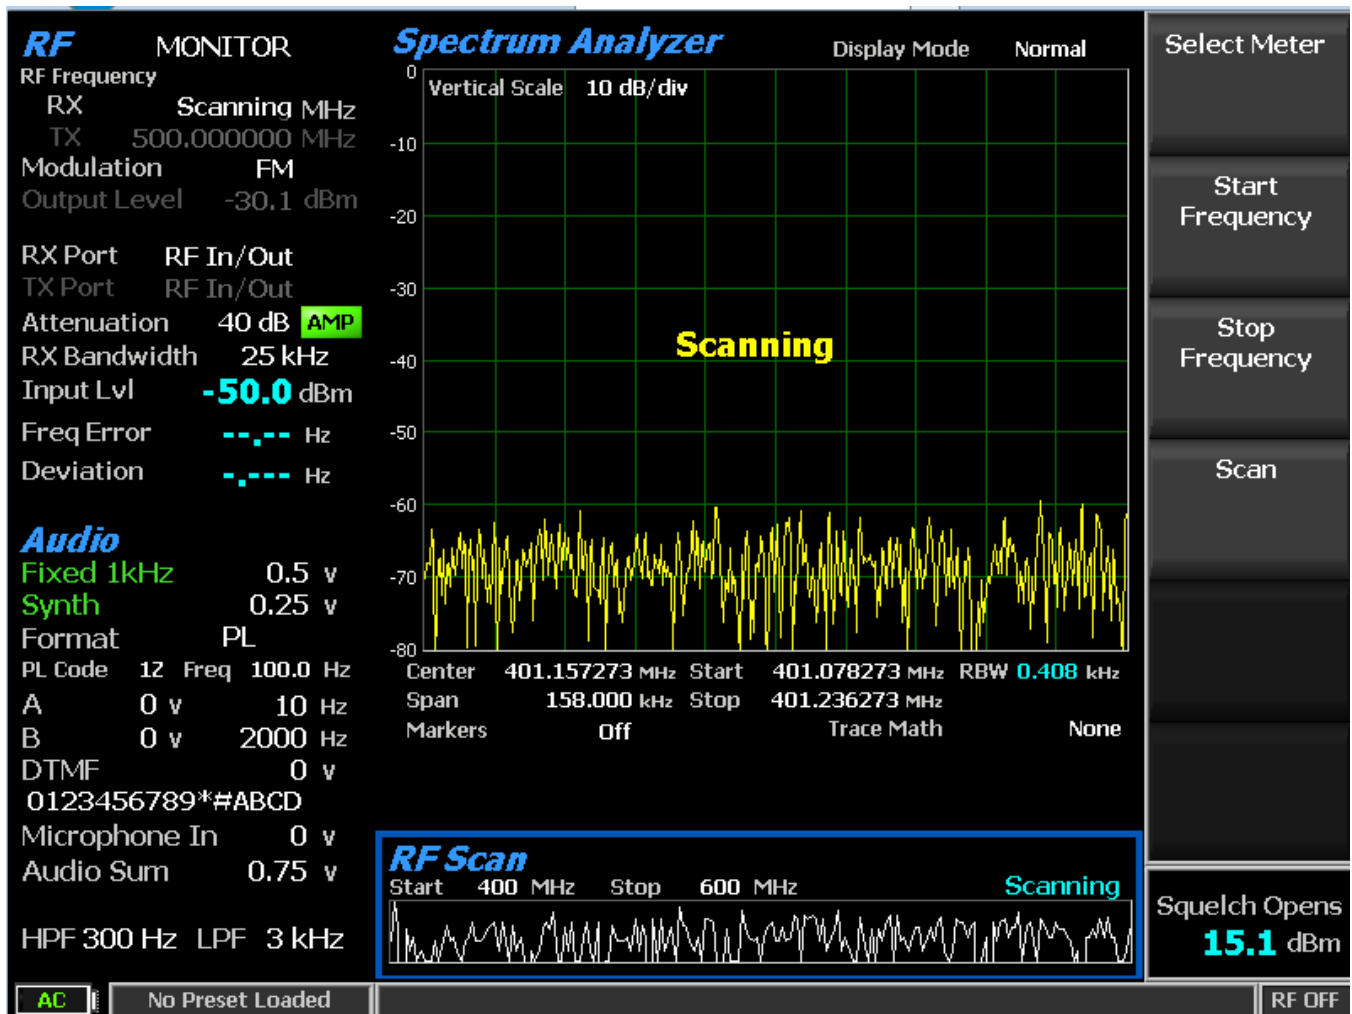 RF MONITOR
RF Frequency
RX Scanning MHz
TX 500.000000 MHz
Modulation FM
Output Level -30.1 dBm
RX Port RF In/Out
TX Port RF In/Out
Attenuation 40 dB AMP
RX Bandwidth 25 kHz
Input Lvl -50.0 dBm
Freq Error --.-- Hz
Deviation -.--- Hz
Audio
Fixed 1kHz 0.5 v
Synth 0.25 v
Format PL
PL Code 1Z Freq 100.0 Hz
A 0 v 10 Hz
B 0 v 2000 Hz
DTMF 0 v
0123456789*#ABCD
Microphone In 0 v
Audio Sum 0.75 v
HPF 300 Hz LPF 3 kHz
Spectrum Analyzer Display Mode Normal
Vertical Scale 10 dB/div
0
-10
-20
-30
-40
-50
-60
-70
-80
Scanning
Center 401.157273 MHz Start 401.078273 MHz RBW 0.408 kHz
Span 158.000 kHz Stop 401.236273 MHz
Markers Off Trace Math None
RF Scan
Start 400 MHz Stop 600 MHz Scanning
Select Meter
Start
Frequency
Stop
Frequency
Scan
Squelch Opens
15.1 dBm
AC No Preset Loaded RF OFF